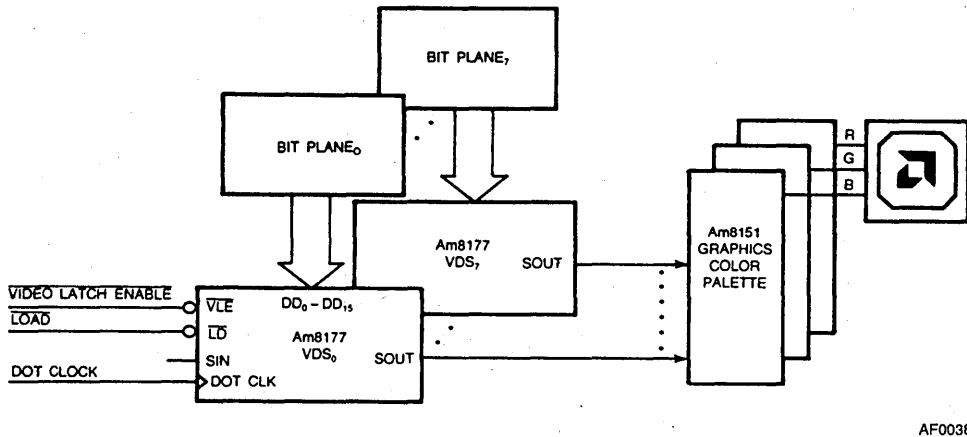 BIT PLANE₇
BIT PLANE₀
R
G
B
Am8151
GRAPHICS
COLOR
PALETTE
Am8177
VDS₇
SOUT
VIDEO LATCH ENABLE
VLE
DD₀ – DD₁₅
LOAD
LD
Am8177
VDS₀
SIN
SOUT
DOT CLOCK
DOT CLK
AF0038